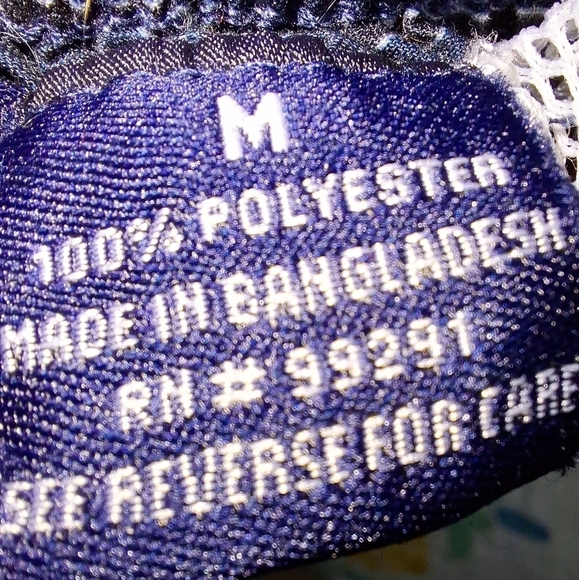 M
100% POLYESTER
MADE IN BANGLADESH
RN # 99291
SEE REVERSE FOR CARE